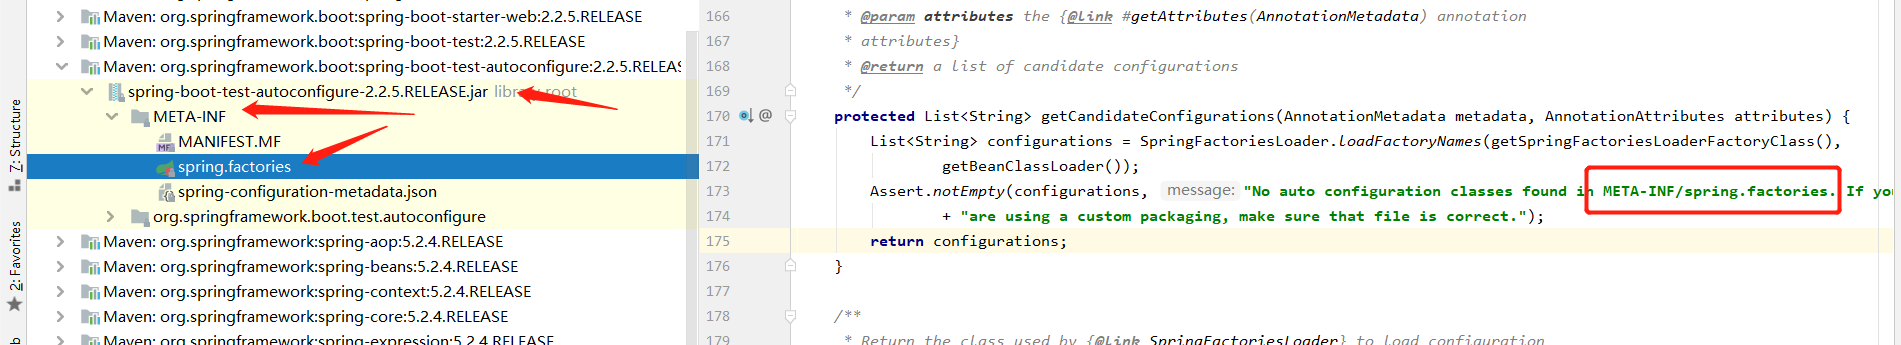 Z: Structure
2: Favorites
Maven: org.springframework.boot:spring-boot-starter-web:2.2.5.RELEASE
Maven: org.springframework.boot:spring-boot-test:2.2.5.RELEASE
Maven: org.springframework.boot:spring-boot-test-autoconfigure:2.2.5.RELEAS
spring-boot-test-autoconfigure-2.2.5.RELEASE.jar library root
META-INF
MANIFEST.MF
spring.factories
spring-configuration-metadata.json
org.springframework.boot.test.autoconfigure
Maven: org.springframework:spring-aop:5.2.4.RELEASE
Maven: org.springframework:spring-beans:5.2.4.RELEASE
Maven: org.springframework:spring-context:5.2.4.RELEASE
Maven: org.springframework:spring-core:5.2.4.RELEASE
Maven: org.springframework:spring-expression:5.2.4.RELEASE
166 * @param attributes the {@link #getAttributes(AnnotationMetadata) annotation
167 * attributes}
168 * @return a list of candidate configurations
169 */
170 @ protected List<String> getCandidateConfigurations(AnnotationMetadata metadata, AnnotationAttributes attributes) {
171 List<String> configurations = SpringFactoriesLoader.loadFactoryNames(getSpringFactoriesLoaderFactoryClass(),
172 getBeanClassLoader());
173 Assert.notEmpty(configurations, message: "No auto configuration classes found in META-INF/spring.factories. If you
174 + "are using a custom packaging, make sure that file is correct.");
175 return configurations;
176 }
177
178 /**
179 * Return the class used by {@link SpringFactoriesLoader} to load configuration